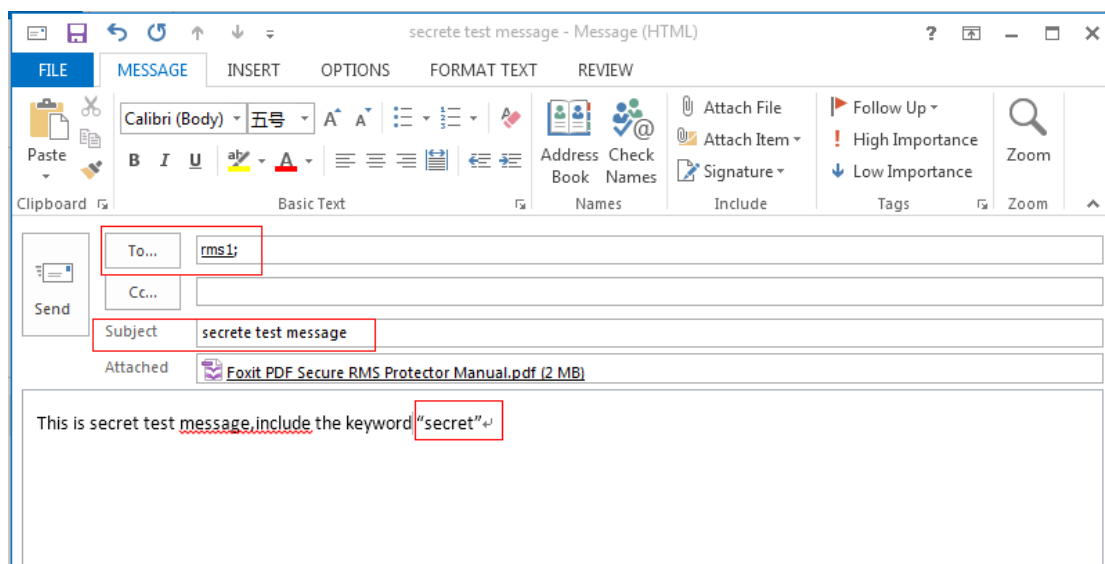 secrete test message - Message (HTML)
?
FILE MESSAGE INSERT OPTIONS FORMAT TEXT REVIEW
Paste
Clipboard
Calibri (Body) 五号 A A
B I U ab A
Basic Text
Address Book
Check Names
Names
Attach File
Attach Item
Signature
Include
Follow Up
! High Importance
Low Importance
Tags
Zoom
Zoom
Send
To... rms1;
Cc...
Subject secrete test message
Attached Foxit PDF Secure RMS Protector Manual.pdf (2 MB)
This is secret test message,include the keyword “secret”↵